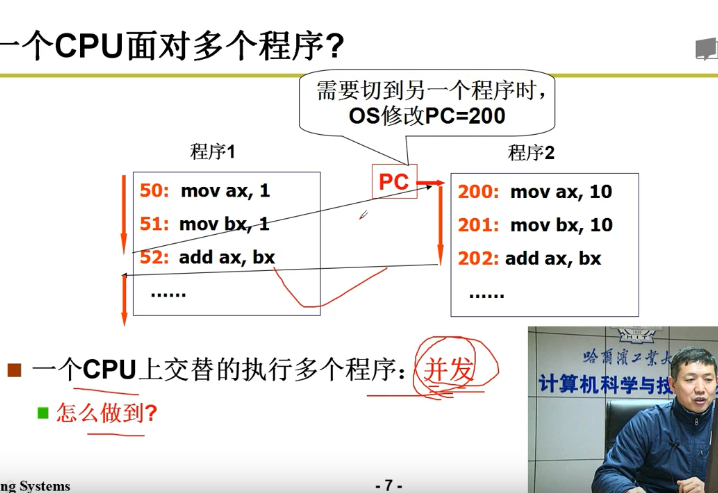 一个CPU面对多个程序?
需要切到另一个程序时,
OS修改PC=200
程序1
程序2
PC
50: mov ax, 1
51: mov bx, 1
52: add ax, bx
......
200: mov ax, 10
201: mov bx, 10
202: add ax, bx
......
一个CPU上交替的执行多个程序：并发
怎么做到?
哈尔滨工业大
计算机科学与技
ng Systems
- 7 -